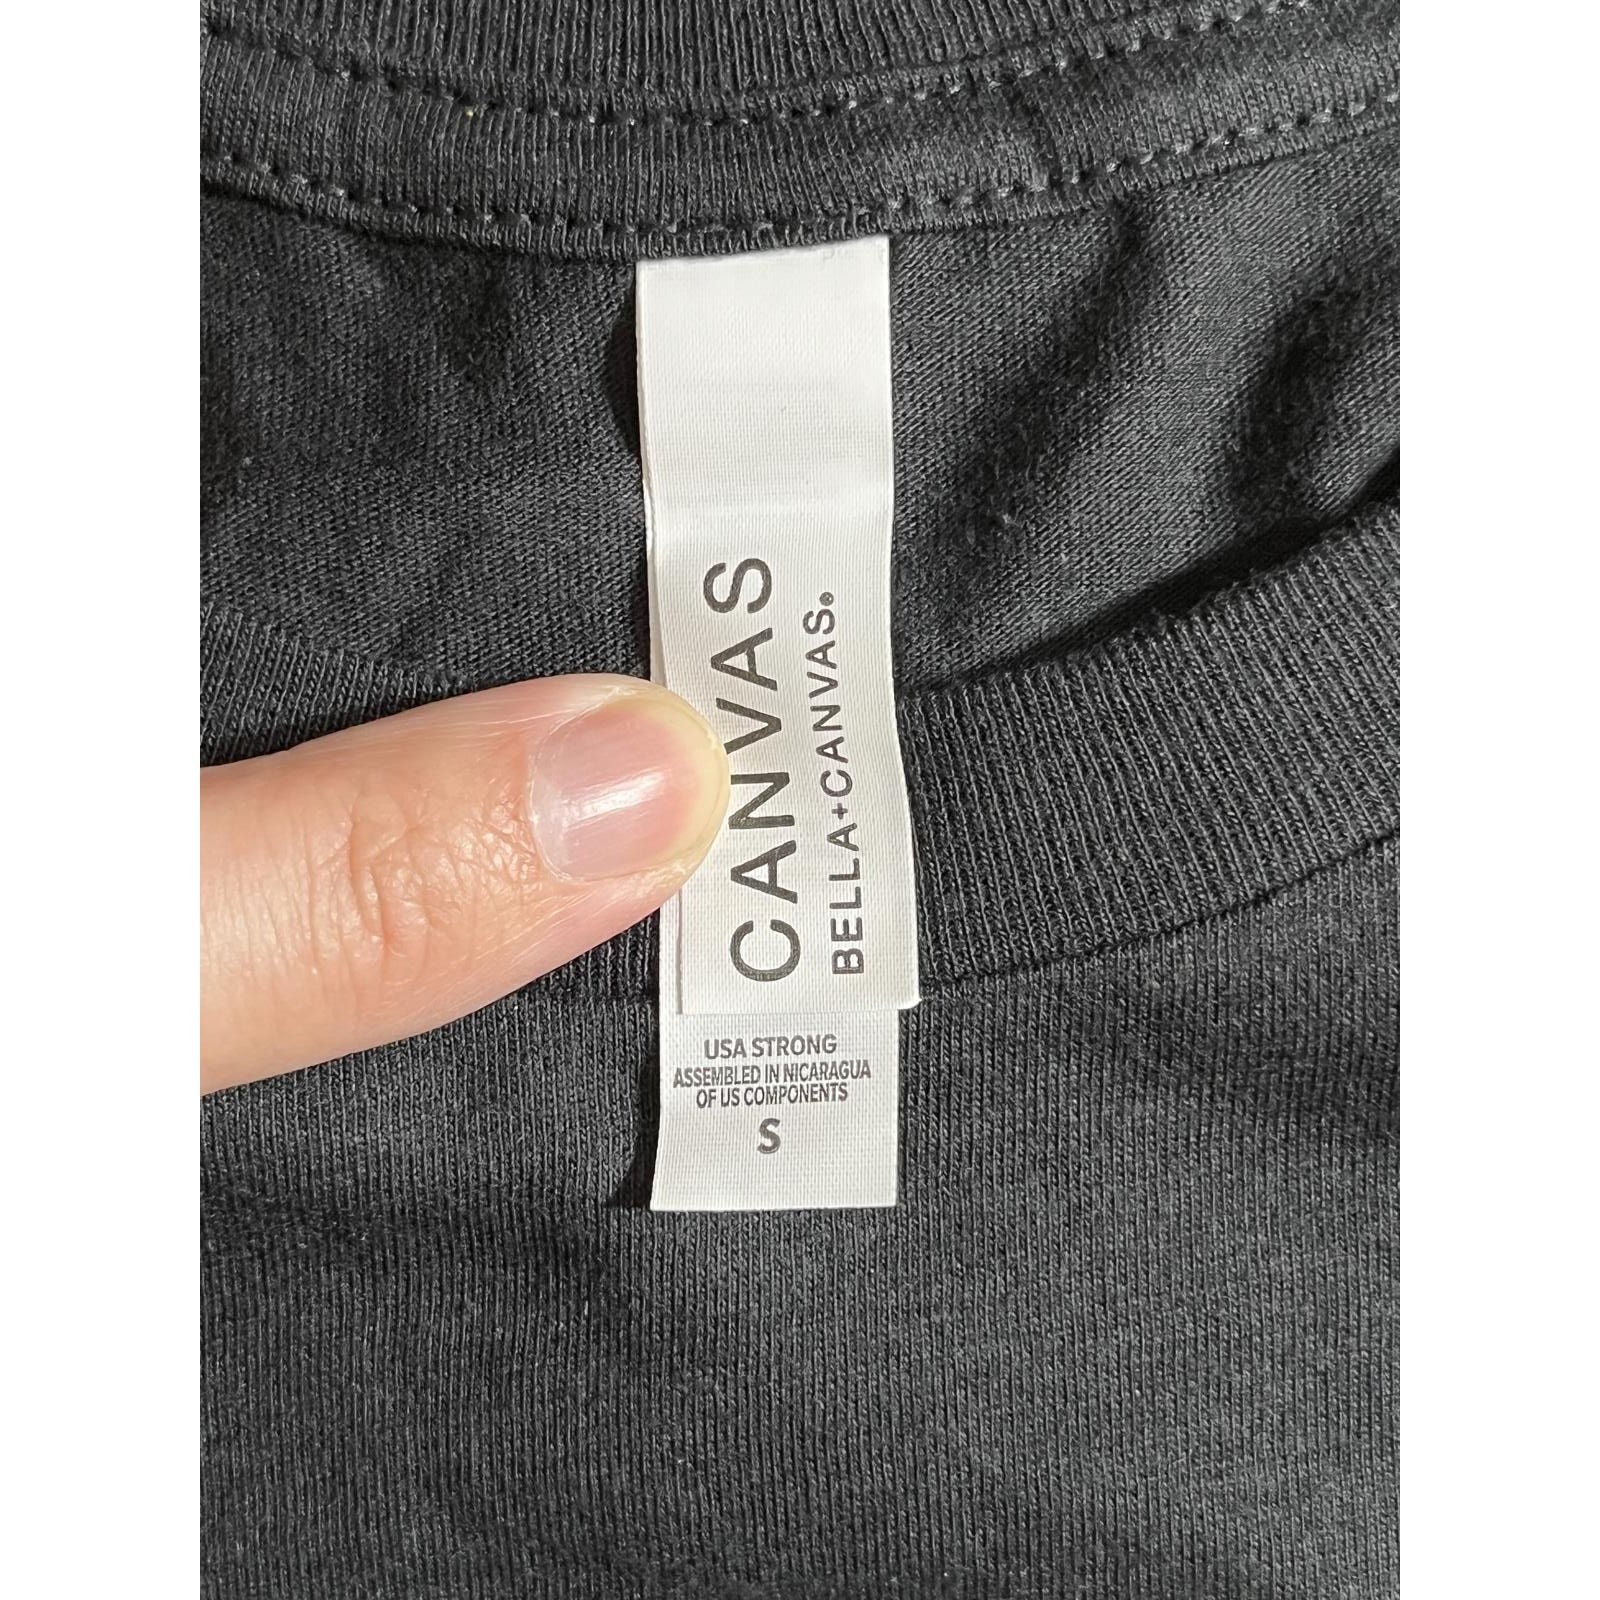 CANVAS
BELLA+CANVAS®
USA STRONG
ASSEMBLED IN NICARAGUA
OF US COMPONENTS
S